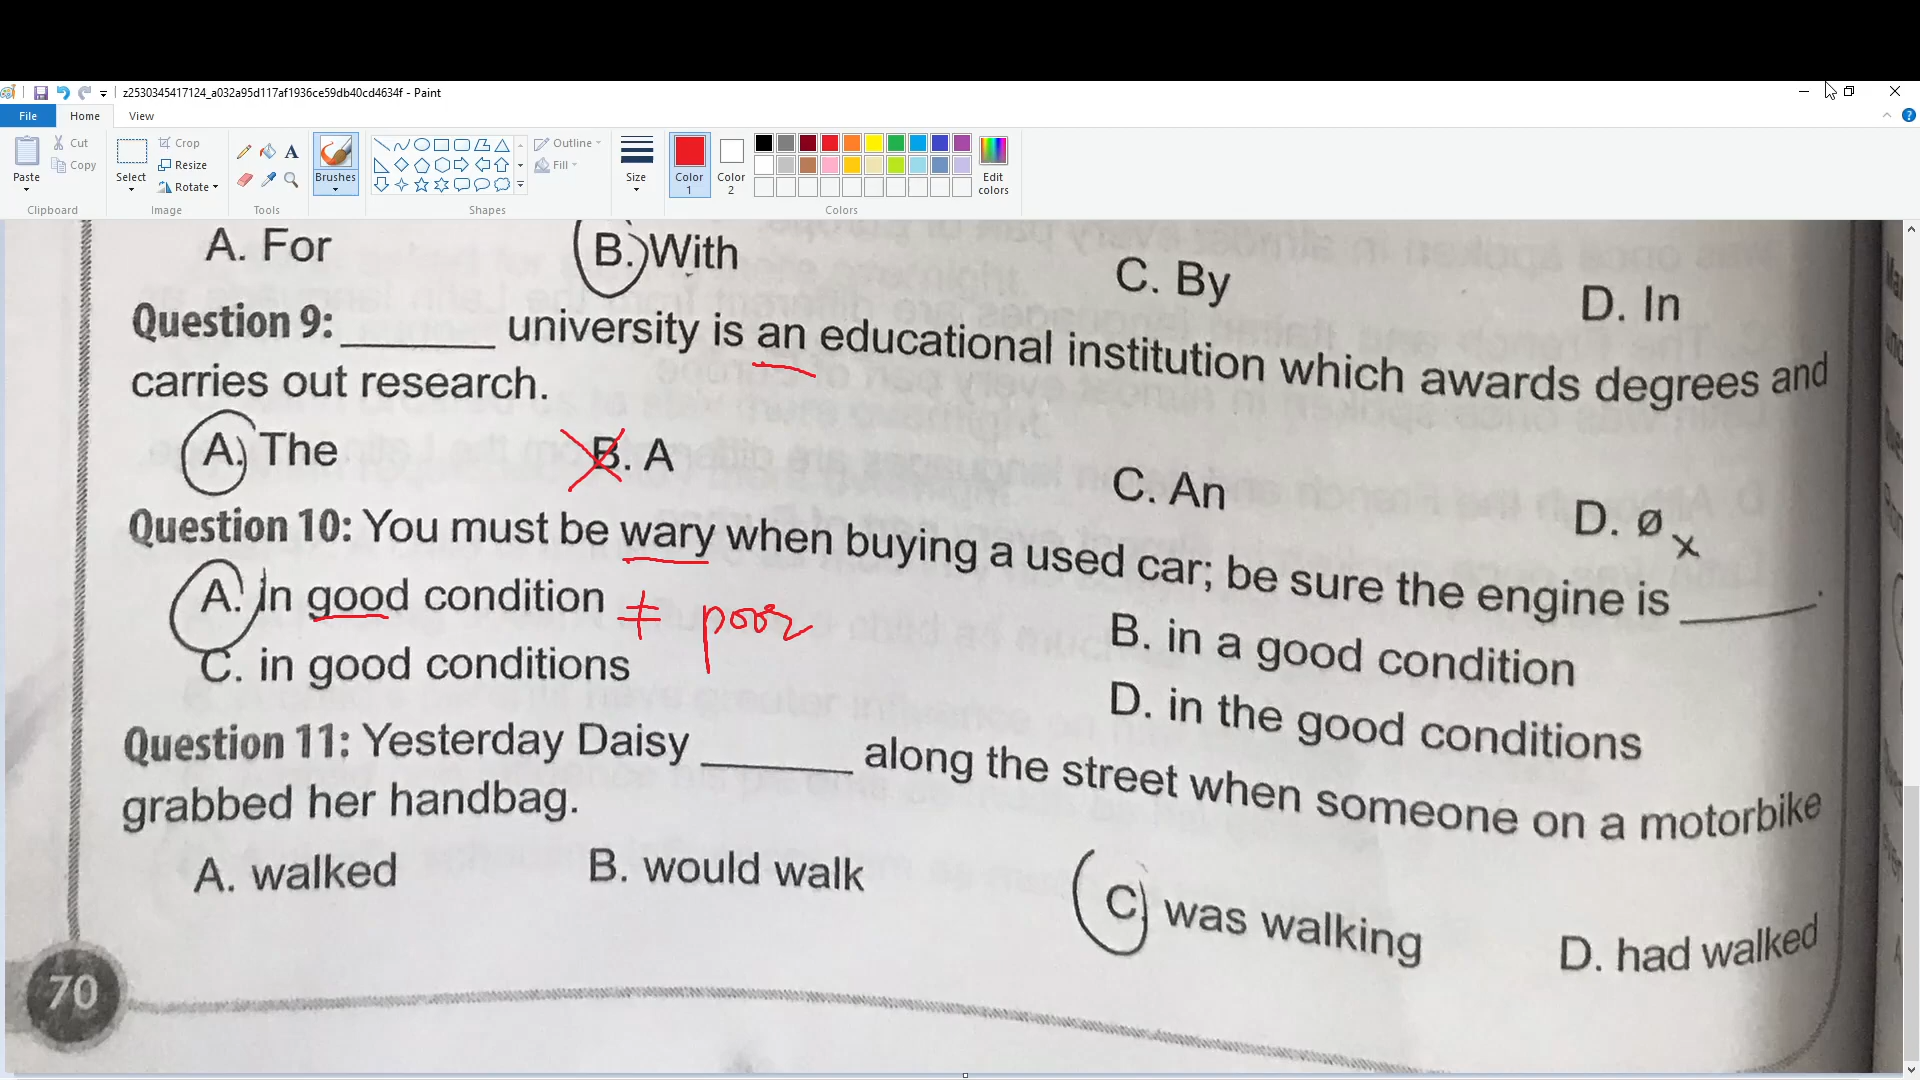 z2530345417124_a032a95d117af1936ce59db40cd4634f - Paint
File Home View
Paste Cut Copy Select Crop Resize Rotate Brushes Outline Fill Size Color 1 Color 2 Edit colors
Clipboard Image Tools Shapes Colors
A. For B. With C. By D. In
Question 9: _______ university is an educational institution which awards degrees and
carries out research.
A. The B. A C. An D. ø
Question 10: You must be wary when buying a used car; be sure the engine is ______.
A. In good condition ≠ poor B. in a good condition
C. in good conditions D. in the good conditions
Question 11: Yesterday Daisy _______ along the street when someone on a motorbike
grabbed her handbag.
A. walked B. would walk C. was walking D. had walked
70